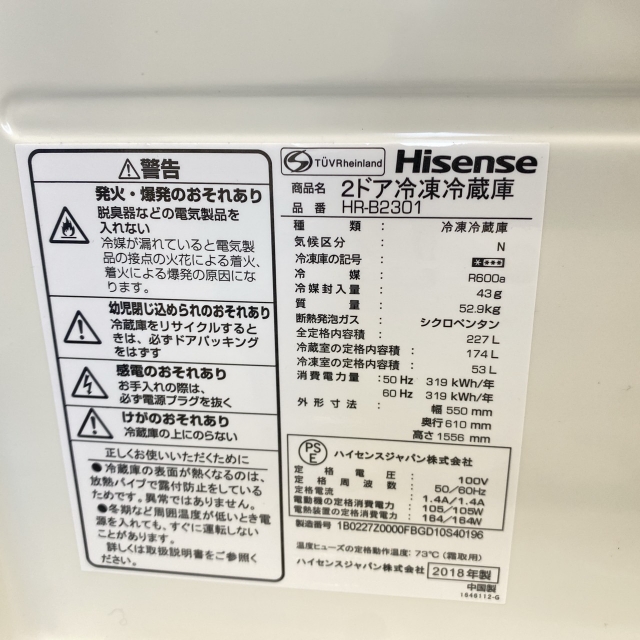 ⚠警告
発火・爆発のおそれあり
脱臭器などの電気製品を
入れない
冷媒が漏れていると電気製
品の接点の火花による着火、
着火による爆発の原因にな
ります。
幼児閉じ込められのおそれあり
冷蔵庫をリサイクルすると
きは、必ずドアパッキング
をはずす
感電のおそれあり
お手入れの際は、
必ず電源プラグを抜く
けがのおそれあり
冷蔵庫の上にのらない
正しくお使いいただくために
●冷蔵庫の表面が熱くなるのは、
放熱パイプで露付防止をしている
ためです。異常ではありません。
●冬期など周囲温度が低いとき電
源を入れても、すぐに運転しない
ことがあります。
詳しくは取扱説明書をご参照下さい。
TÜVRheinland Hisense
商品名 2ドア冷凍冷蔵庫
品番 HR-B2301
種類: 冷凍冷蔵庫
気候区分: N
冷凍庫の記号: ****
冷媒: R600a
冷媒封入量: 43g
質量: 52.9kg
断熱発泡ガス: シクロペンタン
全定格内容積: 227 L
冷蔵室の定格内容積: 174 L
冷凍室の定格内容積: 53 L
消費電力量:50 Hz 319 kWh/年
60 Hz 319 kWh/年
外形寸法: 幅 550 mm
奥行 610 mm
高さ 1556 mm
PSE ハイセンスジャパン株式会社
定格電圧: 100V
定格周波数: 50/60Hz
定格電流: 1.4A/1.4A
電動機の定格消費電力: 105/105W
電熱装置の定格消費電力: 164/164W
製造番号 1B0227Z0000FBGD10S40196
温度ヒューズの定格動作温度: 73℃(霜取用)
ハイセンスジャパン株式会社 2018年製
中国製
1646112-G